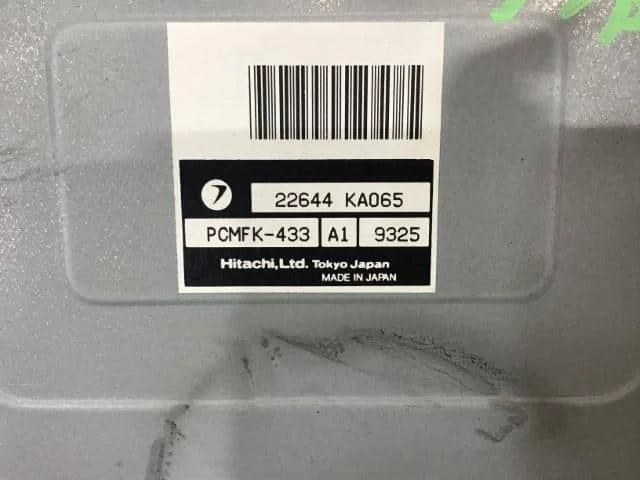 22644 KA065
PCMFK-433 A1 9325
Hitachi,Ltd. Tokyo Japan
MADE IN JAPAN